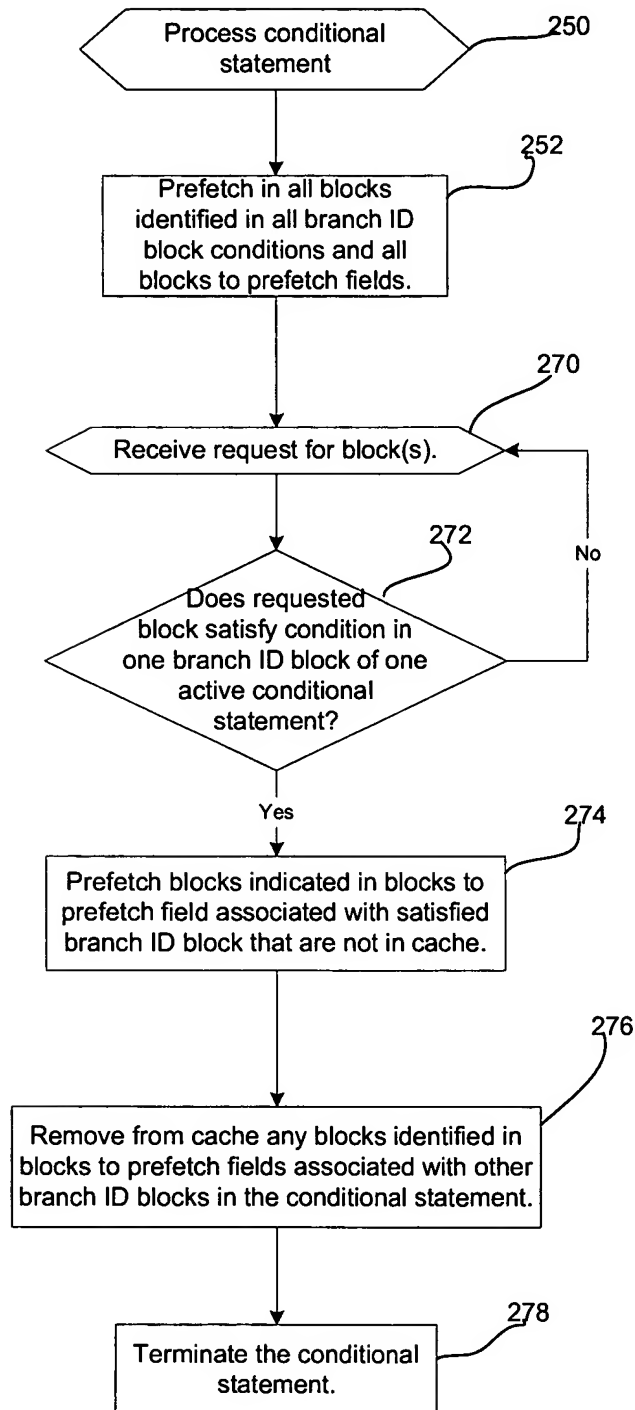 Process conditional
statement
250
252
Prefetch in all blocks
identified in all branch ID
block conditions and all
blocks to prefetch fields.
270
Receive request for block(s).
272
No
Does requested
block satisfy condition in
one branch ID block of one
active conditional
statement?
Yes
274
Prefetch blocks indicated in blocks to
prefetch field associated with satisfied
branch ID block that are not in cache.
276
Remove from cache any blocks identified in
blocks to prefetch fields associated with other
branch ID blocks in the conditional statement.
278
Terminate the conditional
statement.